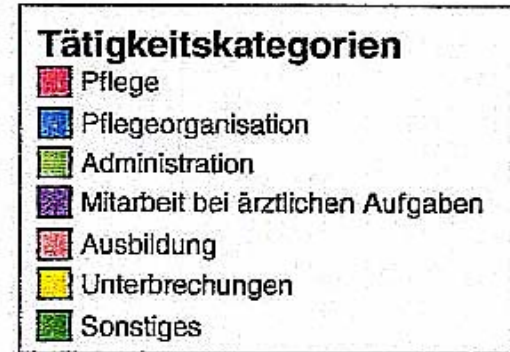 Tätigkeitskategorien
Pflege
Pflegeorganisation
Administration
Mitarbeit bei ärztlichen Aufgaben
Ausbildung
Unterbrechungen
Sonstiges